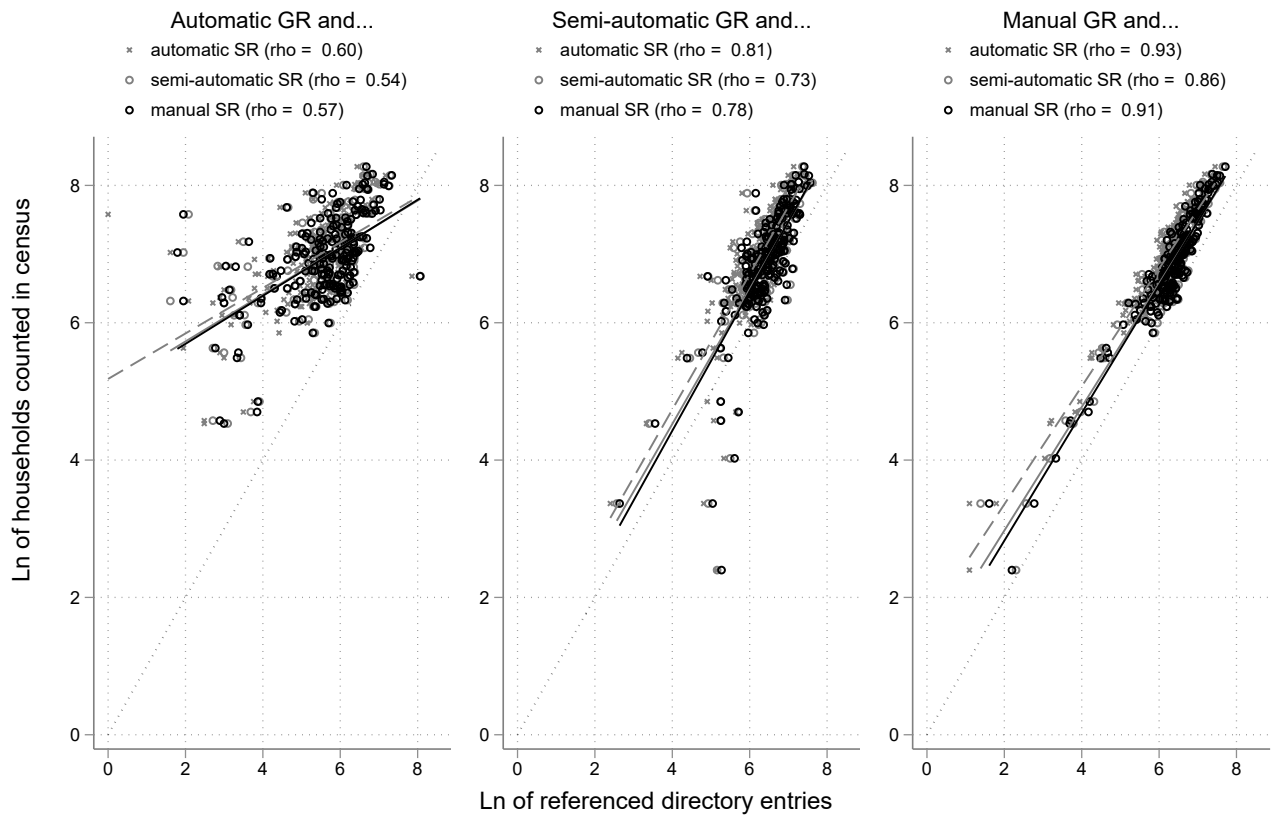 Automatic GR and...
automatic SR (rho =  0.60)
semi-automatic SR (rho =  0.54)
manual SR (rho =  0.57)
Semi-automatic GR and...
automatic SR (rho =  0.81)
semi-automatic SR (rho =  0.73)
manual SR (rho =  0.78)
Manual GR and...
automatic SR (rho =  0.93)
semi-automatic SR (rho =  0.86)
manual SR (rho =  0.91)
Ln of households counted in census
8
6
4
2
0
0 2 4 6 8
8
6
4
2
0
0 2 4 6 8
8
6
4
2
0
0 2 4 6 8
Ln of referenced directory entries